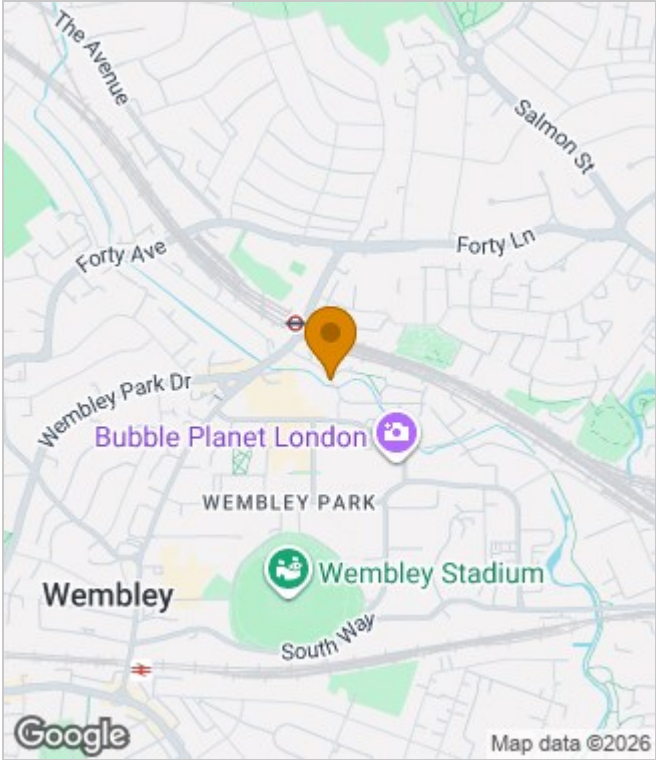 The Avenue
Salmon St
Forty Ave
Forty Ln
Wembley Park Dr
Bubble Planet London
WEMBLEY PARK
Wembley Stadium
Wembley
South Way
Google
Map data ©2026